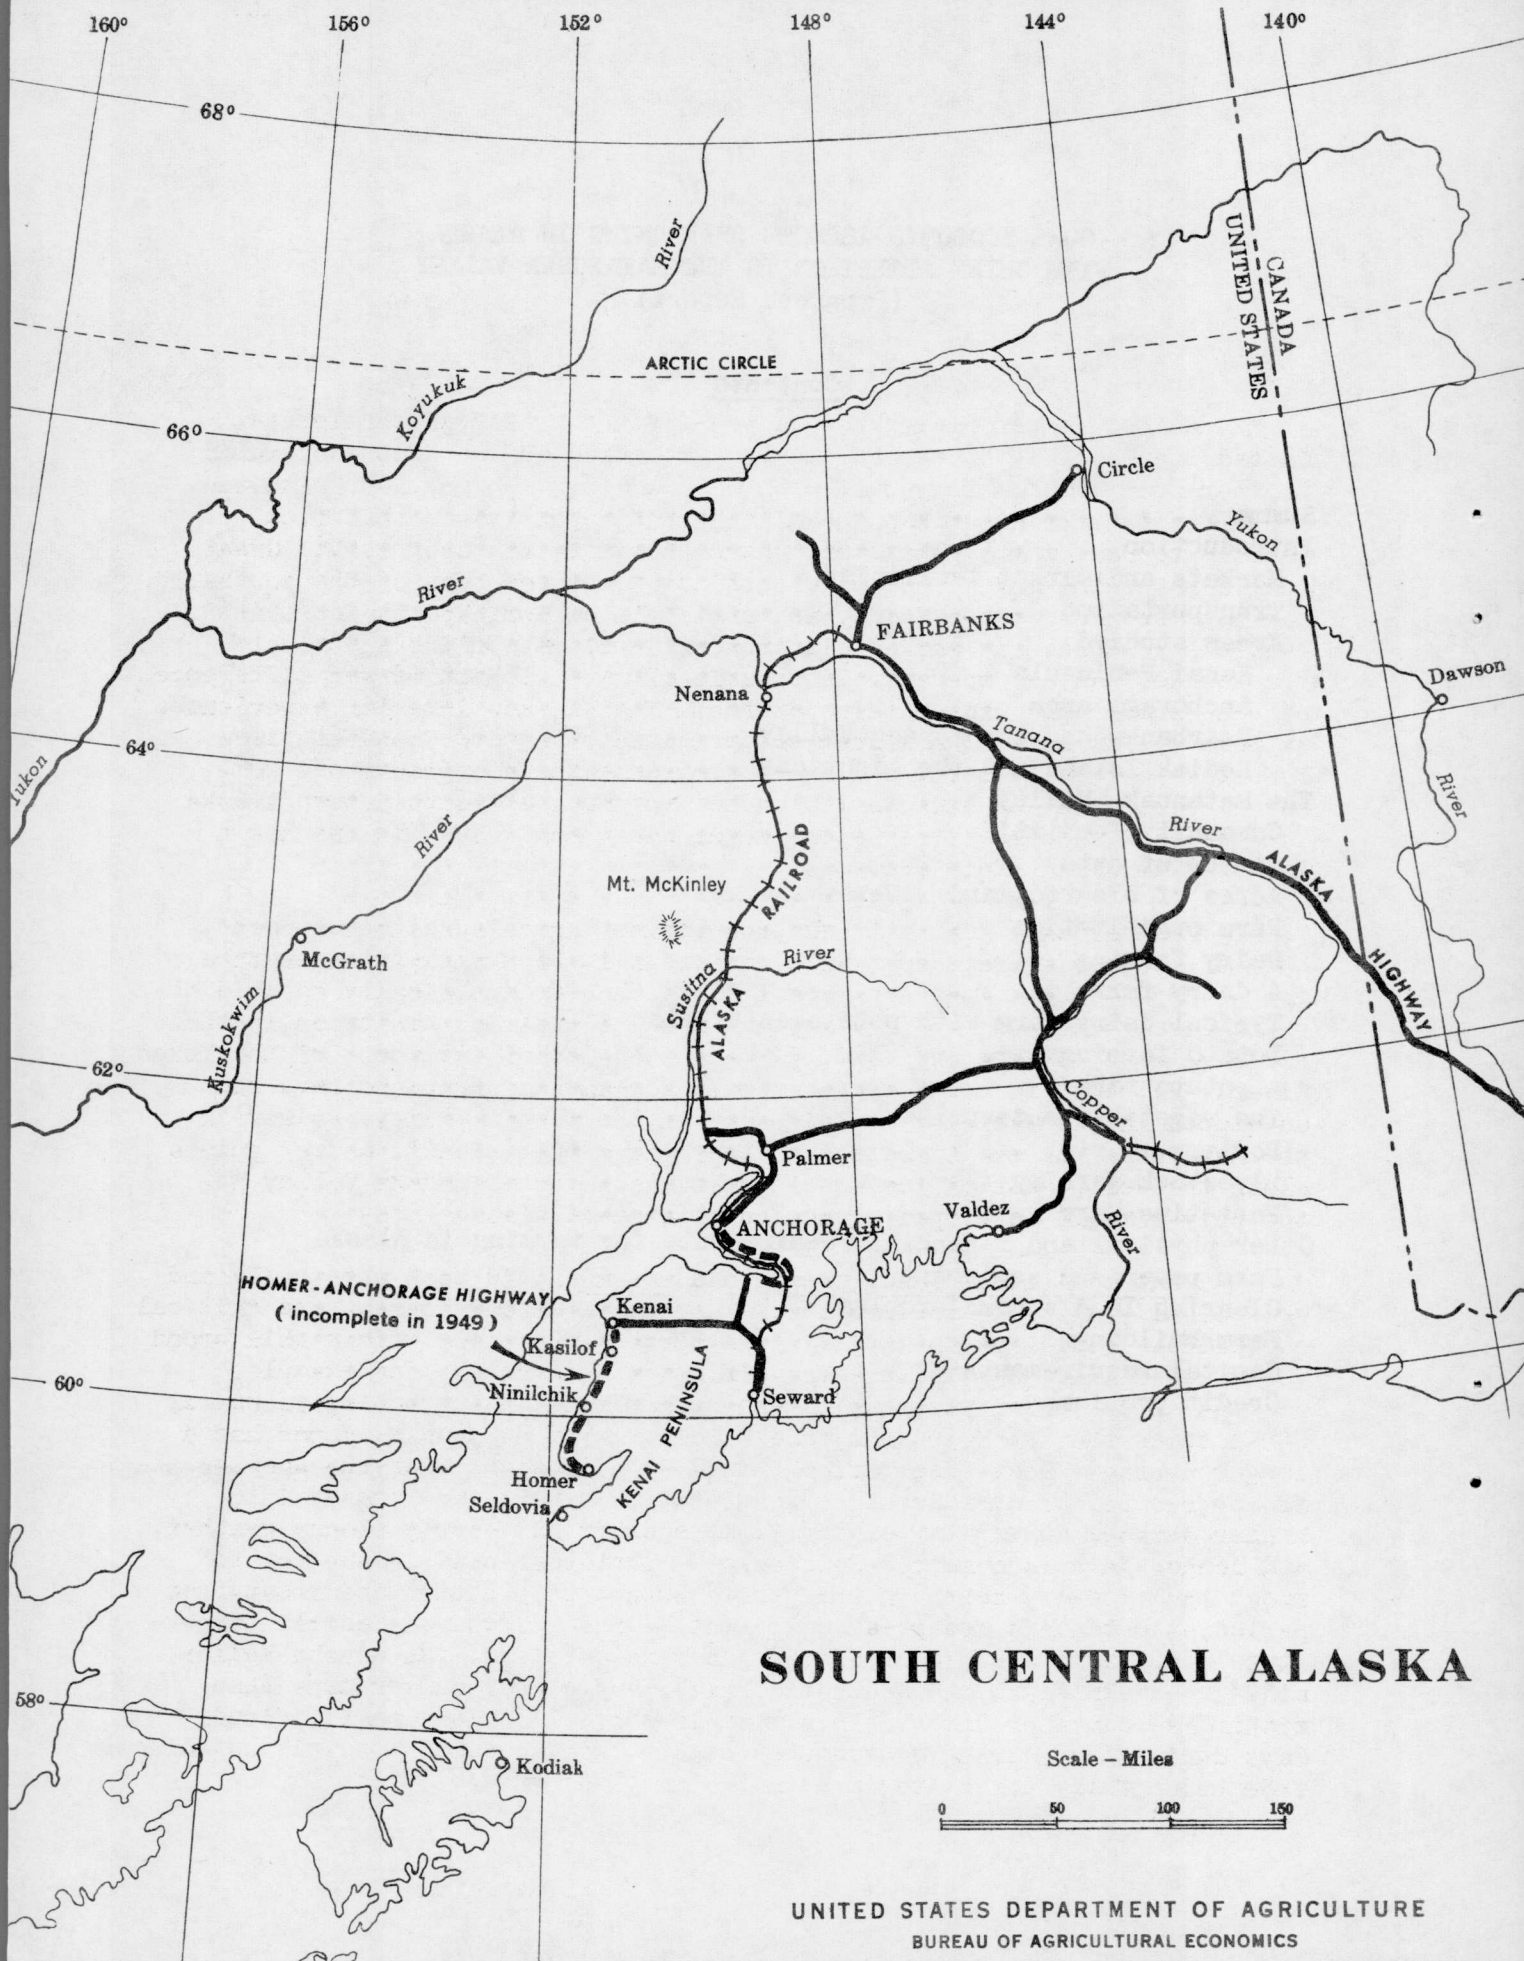 160° 156° 152° 148° 144° 140°
68°
River
CANADA
UNITED STATES
ARCTIC CIRCLE
Koyukuk
66°
Circle
Yukon
River
FAIRBANKS
Nenana
Dawson
Tanana
64°
Yukon
River
River
River
ALASKA
RAILROAD
Mt. McKinley
McGrath
River
HIGHWAY
Susitna
ALASKA
Kuskokwim
62°
Copper
Palmer
Valdez
ANCHORAGE
River
HOMER-ANCHORAGE HIGHWAY
( incomplete in 1949 )
Kenai
Kasilof
KENAI PENINSULA
60°
Ninilchik
Seward
Homer
Seldovia
SOUTH CENTRAL ALASKA
58°
Scale - Miles
Kodiak
0 50 100 150
UNITED STATES DEPARTMENT OF AGRICULTURE
BUREAU OF AGRICULTURAL ECONOMICS